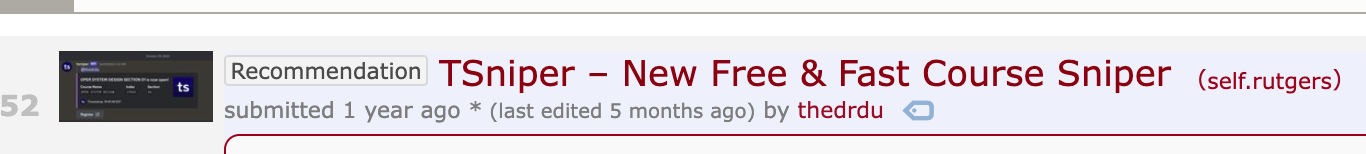 52
ts
Recommendation TSniper – New Free & Fast Course Sniper (self.rutgers)
submitted 1 year ago * (last edited 5 months ago) by thedrdu